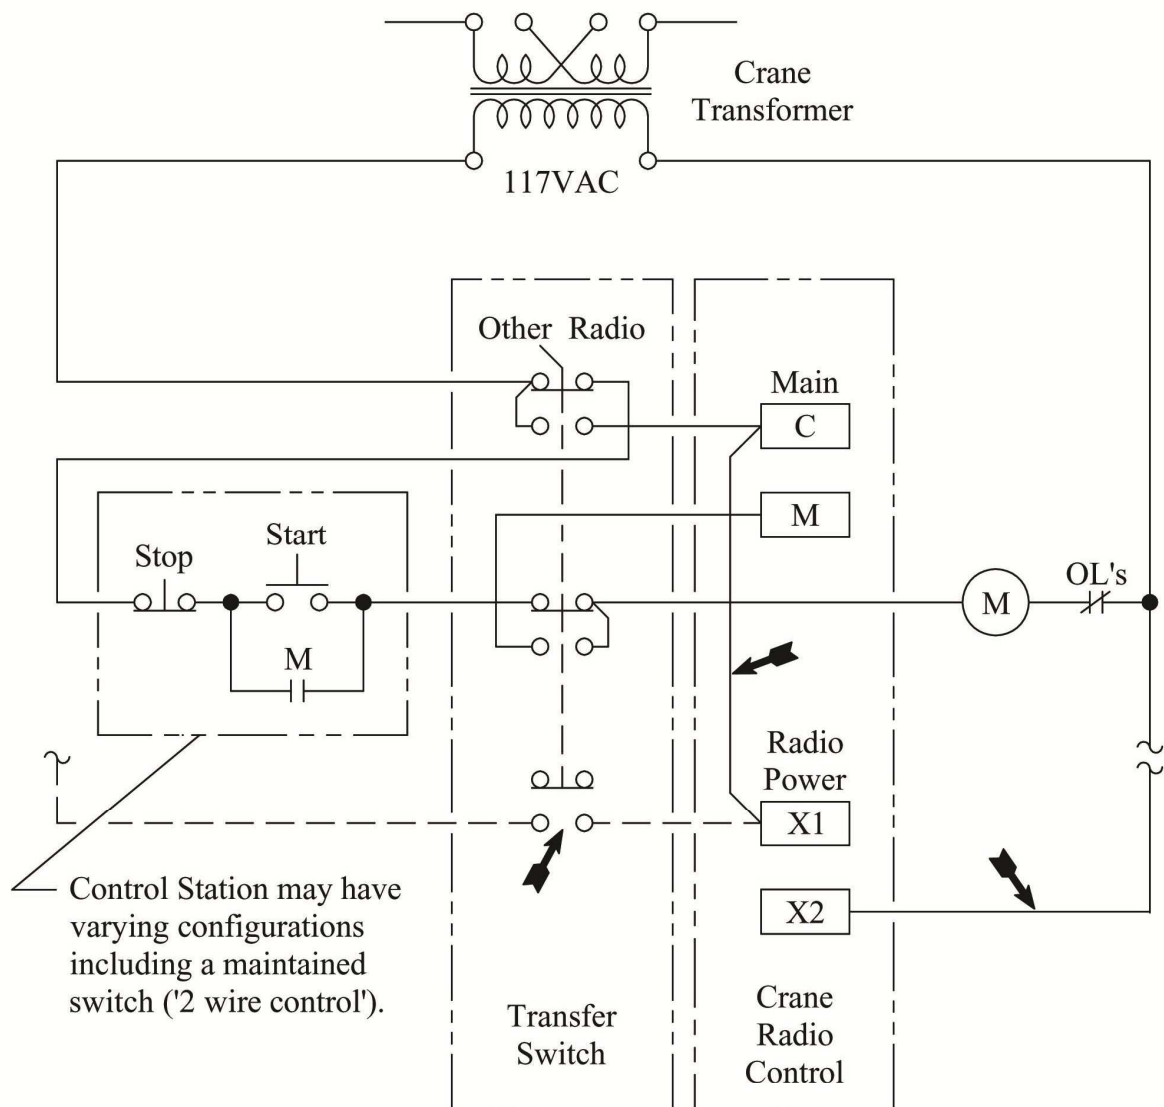 Crane
Transformer
117VAC
Other Radio
Main
C
M
Start
Stop
M
M
OL's
Radio
Power
X1
X2
Control Station may have
varying configurations
including a maintained
switch ('2 wire control').
Transfer
Switch
Crane
Radio
Control